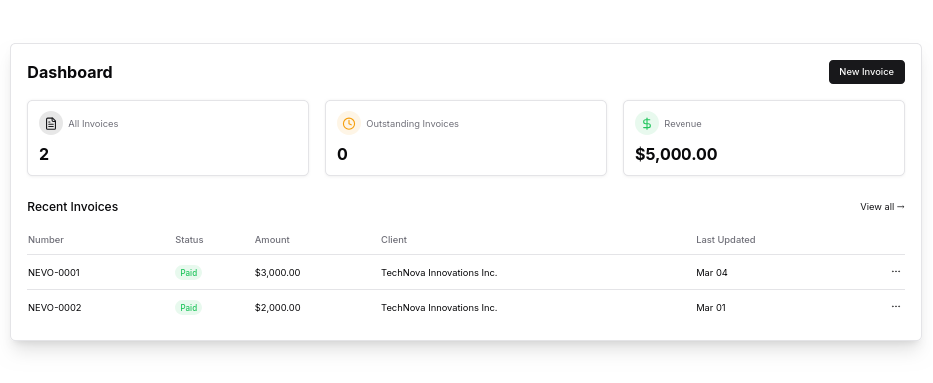 Dashboard New Invoice
All Invoices Outstanding Invoices Revenue
2 0 $5,000.00
Recent Invoices View all →
Number Status Amount Client Last Updated
NEVO-0001 Paid $3,000.00 TechNova Innovations Inc. Mar 04 ...
NEVO-0002 Paid $2,000.00 TechNova Innovations Inc. Mar 01 ...